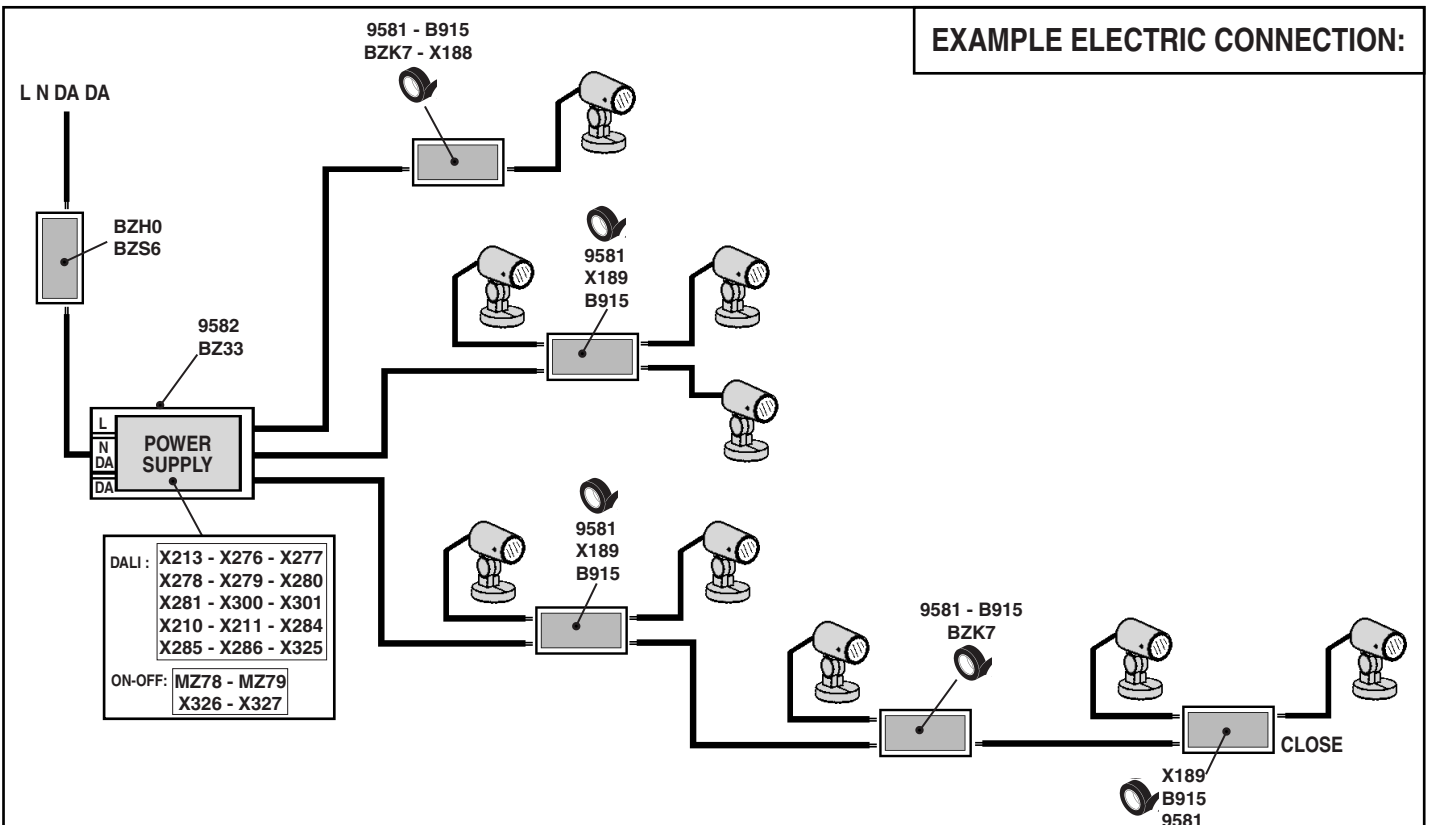 EXAMPLE ELECTRIC CONNECTION:
9581 - B915
BZK7 - X188
L N DA DA
BZH0
BZS6
9581
X189
B915
9582
BZ33
L
N
DA
DA
POWER
SUPPLY
9581
X189
B915
DALI :
X213 - X276 - X277
X278 - X279 - X280
X281 - X300 - X301
X210 - X211 - X284
X285 - X286 - X325
ON-OFF:
MZ78 - MZ79
X326 - X327
9581 - B915
BZK7
CLOSE
X189
B915
9581